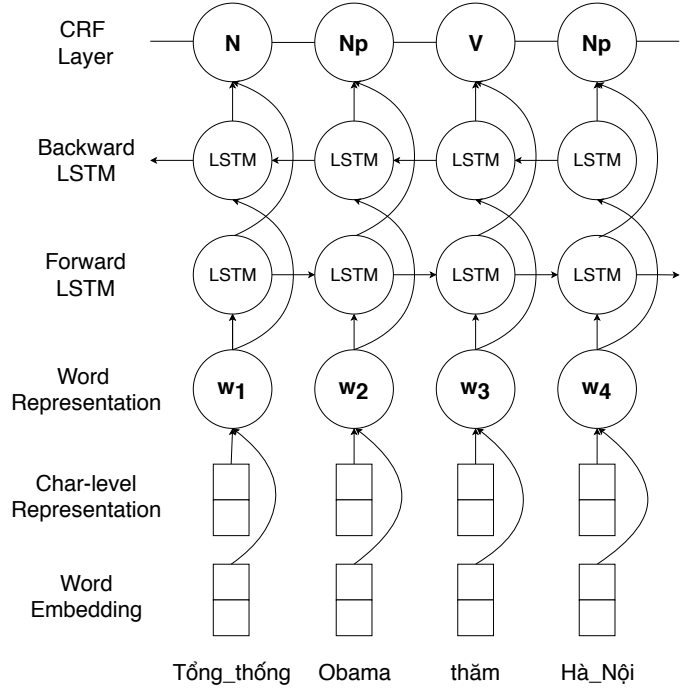 CRF
Layer
N Np V Np
Backward
LSTM
LSTM LSTM LSTM LSTM
Forward
LSTM
LSTM LSTM LSTM LSTM
Word
Representation
w1 w2 w3 w4
Char-level
Representation
Word
Embedding
Tổng_thống Obama thăm Hà_Nội